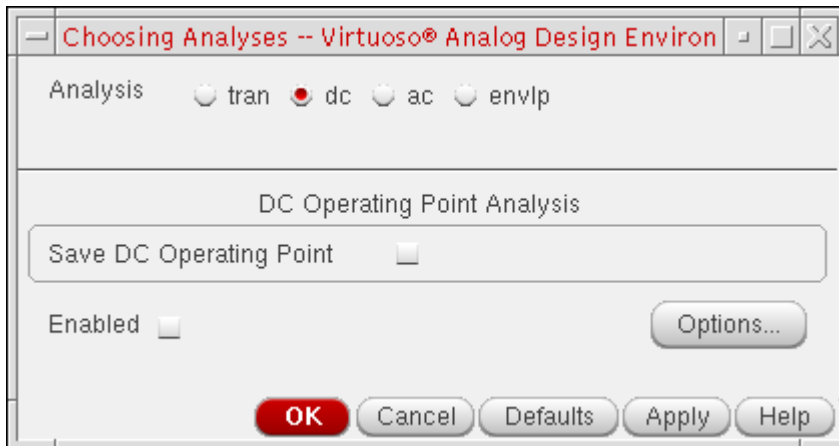 Choosing Analyses -- Virtuoso® Analog Design Environ
Analysis tran dc ac envlp
DC Operating Point Analysis
Save DC Operating Point
Enabled Options...
OK Cancel Defaults Apply Help